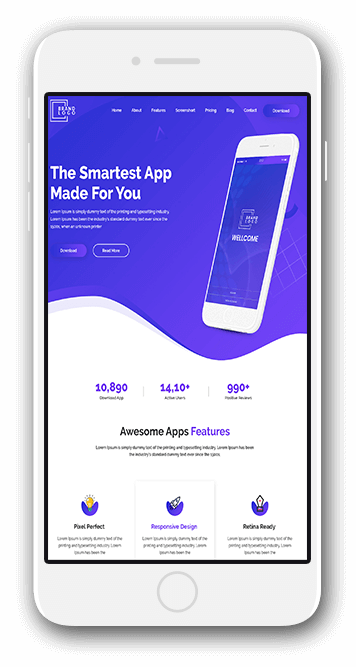 BRAND
LOGO
Home About Features Screenshort Pricing Blog Contact Download
The Smartest App
Made For You
Lorem Ipsum is simply dummy text of the printing and typesetting industry.
Lorem Ipsum has been the industry's standard dummy text ever since the
1500s, when an unknown printer
Download Read More
BRAND
LOGO
WELLCOME
10,890 14,10+ 990+
Download App Active Users Positive Reviews
Awesome Apps Features
Lorem Ipsum is simply dummy text of the printing and typesetting industry. Lorem Ipsum has been
the industry's standard dummy text ever since the 1500s.
Pixel Perfect Responsive Design Retina Ready
Lorem Ipsum is simply dummy text of the Lorem Ipsum is simply dummy text of the Lorem Ipsum is simply dummy text of the
printing and typesetting industry. Lorem printing and typesetting industry. Lorem printing and typesetting industry. Lorem
Ipsum has been the Ipsum has been the Ipsum has been the